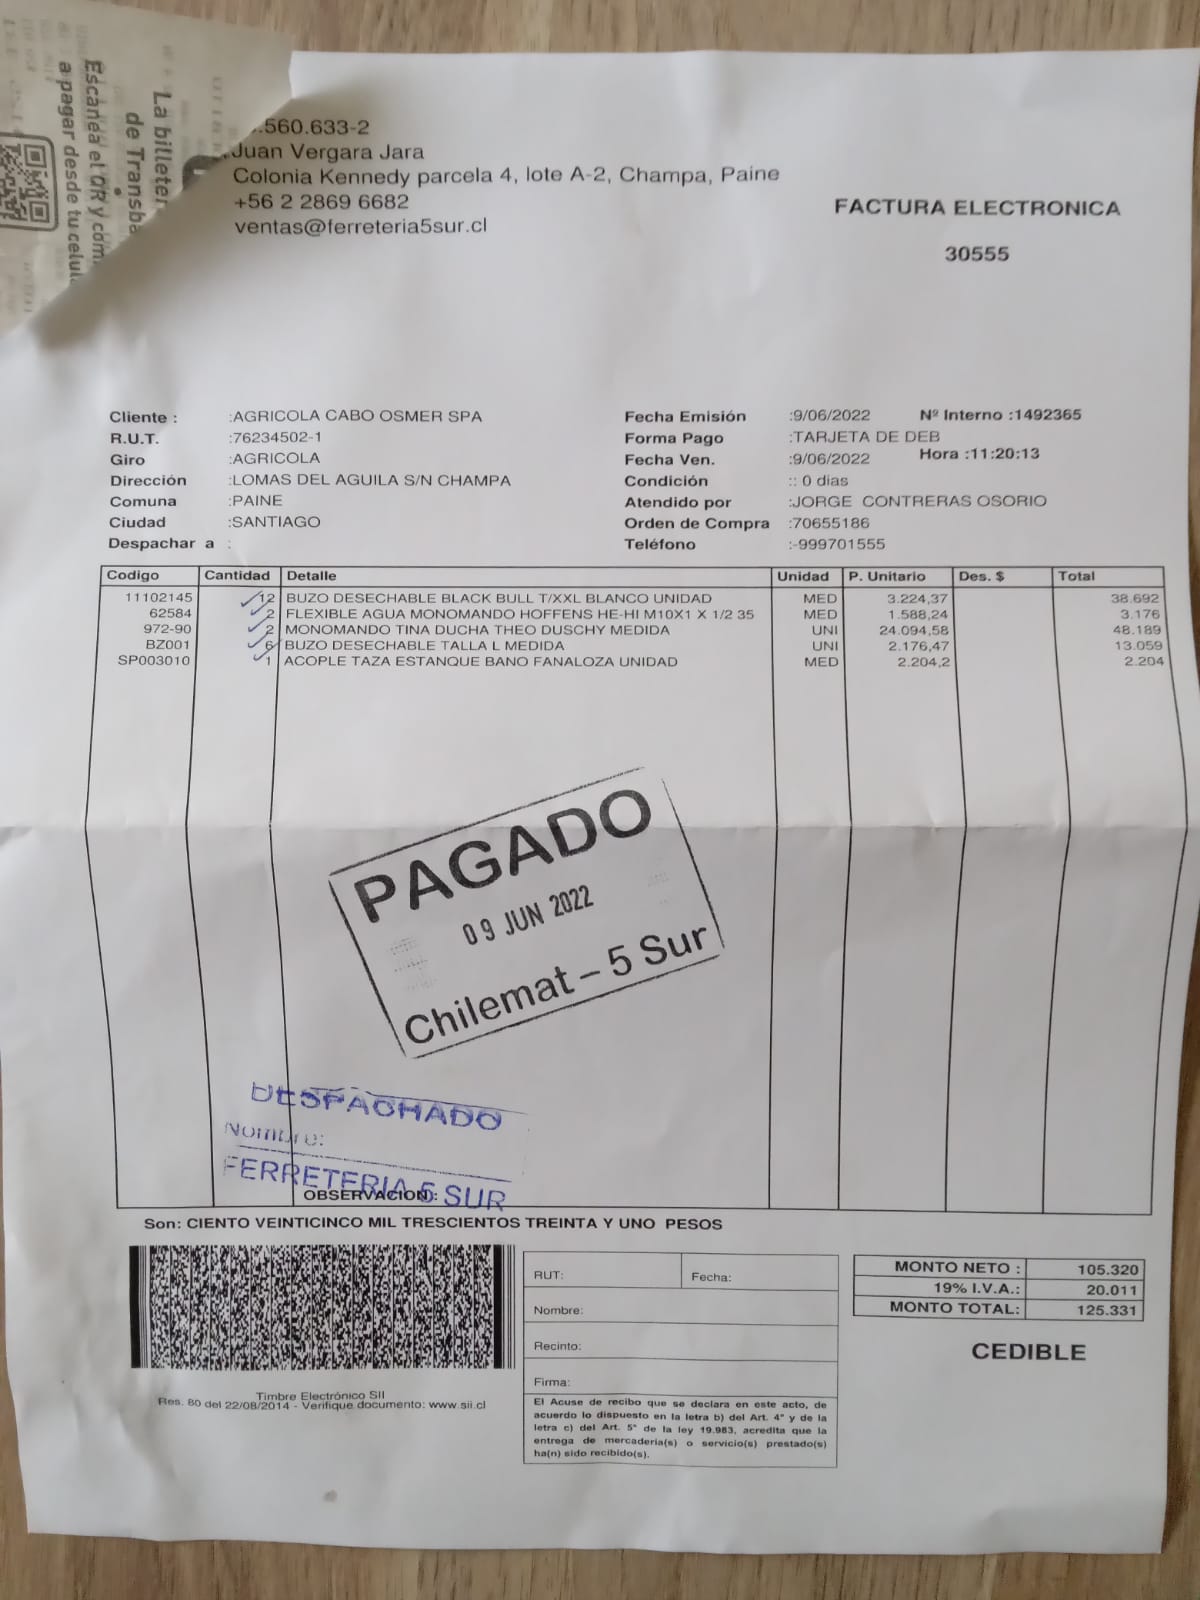 Escanea el QR y com
a pagar desde tu celul
La billeter
de Transba
.560.633-2
Juan Vergara Jara
Colonia Kennedy parcela 4, lote A-2, Champa, Paine
+56 2 2869 6682
ventas@ferreteria5sur.cl
FACTURA ELECTRONICA
30555
Cliente : :AGRICOLA CABO OSMER SPA
R.U.T. :76234502-1
Giro :AGRICOLA
Dirección :LOMAS DEL AGUILA S/N CHAMPA
Comuna :PAINE
Ciudad :SANTIAGO
Despachar a :
Fecha Emisión :9/06/2022 Nº Interno :1492365
Forma Pago :TARJETA DE DEB
Fecha Ven. :9/06/2022 Hora :11:20:13
Condición :: 0 dias
Atendido por :JORGE CONTRERAS OSORIO
Orden de Compra :70655186
Teléfono :-999701555
Codigo Cantidad Detalle Unidad P. Unitario Des. $ Total
11102145 12 BUZO DESECHABLE BLACK BULL T/XXL BLANCO UNIDAD MED 3.224,37 38.692
62584 2 FLEXIBLE AGUA MONOMANDO HOFFENS HE-HI M10X1 X 1/2 35 MED 1.588,24 3.176
972-90 2 MONOMANDO TINA DUCHA THEO DUSCHY MEDIDA UNI 24.094,58 48.189
BZ001 6 BUZO DESECHABLE TALLA L MEDIDA UNI 2.176,47 13.059
SP003010 1 ACOPLE TAZA ESTANQUE BANO FANALOZA UNIDAD MED 2.204,2 2.204
PAGADO
09 JUN 2022
Chilemat – 5 Sur
DESPACHADO
Nombre:
FERRETERIA 5 SUR
OBSERVACION :
Son: CIENTO VEINTICINCO MIL TRESCIENTOS TREINTA Y UNO PESOS
Timbre Electrónico SII
Res. 80 del 22/08/2014 - Verifique documento: www.sii.cl
RUT: Fecha:
Nombre:
Recinto:
Firma:
El Acuse de recibo que se declara en este acto, de
acuerdo lo dispuesto en la letra b) del Art. 4° y de la
letra c) del Art. 5° de la ley 19.983, acredita que la
entrega de mercaderia(s) o servicio(s) prestado(s)
ha(n) sido recibido(s).
MONTO NETO : 105.320
19% I.V.A.: 20.011
MONTO TOTAL: 125.331
CEDIBLE